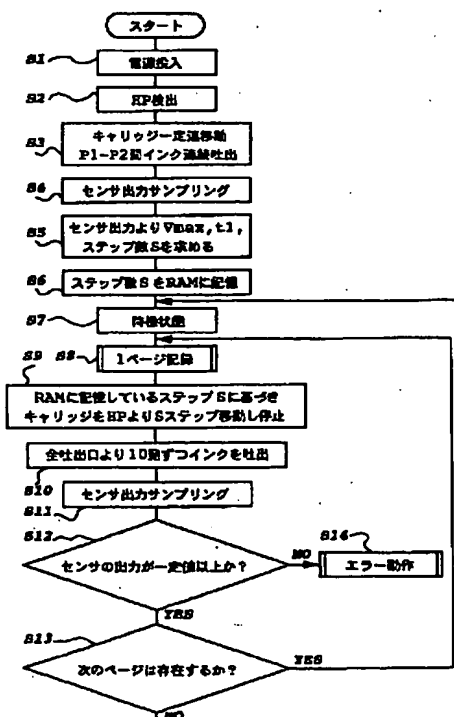 スタート
S1 電源投入
S2 HP検出
S3 キャリッジ一定速移動
P1-P2間インク連続吐出
S4 センサ出力サンプリング
S5 センサ出力よりVmax,t1,
ステップ数Sを求める
S6 ステップ数SをRAMに記憶
S7 待機状態
S9 S8 1ページ記録
RAMに記憶しているステップSに基づき
キャリッジをHPよりSステップ移動し停止
全吐出口より10発ずつインクを吐出
S10 センサ出力サンプリング
S11
S12
センサの出力が一定値以上か?
NO
S14
エラー動作
YES
S13
次のページは存在するか?
YES
NO